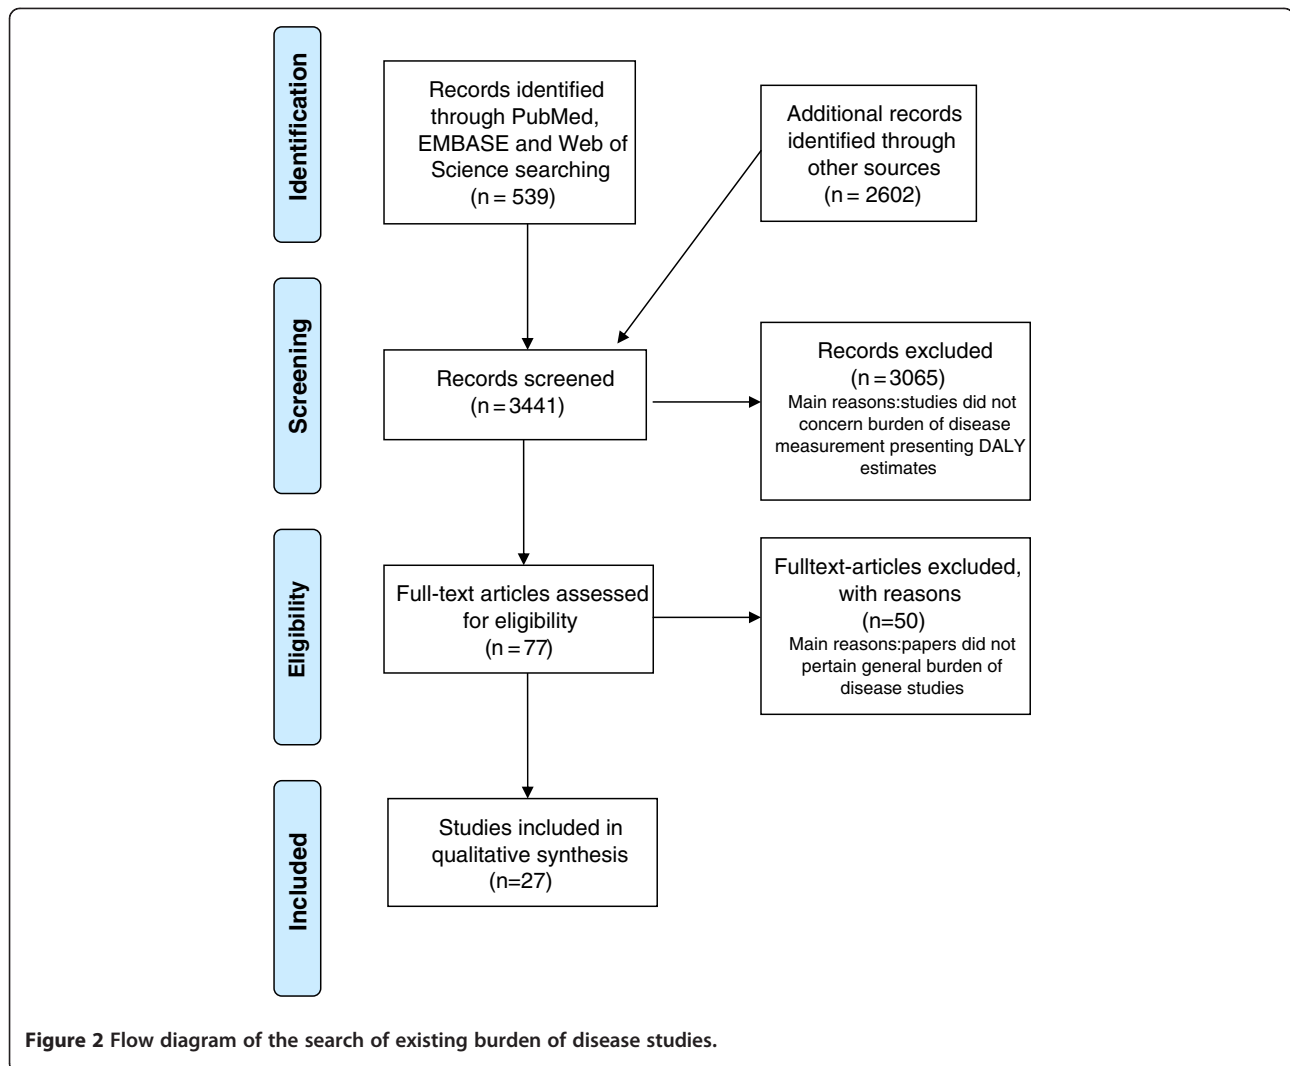 Identification
Records identified
through PubMed,
EMBASE and Web of
Science searching
(n = 539)
Additional records
identified through
other sources
(n = 2602)
Screening
Records screened
(n = 3441)
Records excluded
(n = 3065)
Main reasons:studies did not
concern burden of disease
measurement presenting DALY
estimates
Eligibility
Full-text articles assessed
for eligibility
(n = 77)
Fulltext-articles excluded,
with reasons
(n=50)
Main reasons:papers did not
pertain general burden of
disease studies
Included
Studies included in
qualitative synthesis
(n=27)
Figure 2 Flow diagram of the search of existing burden of disease studies.